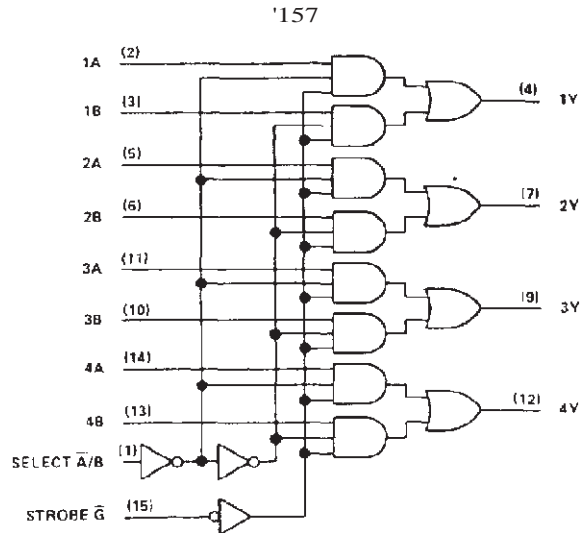 '157
1A (2)
(4) 1Y
1B (3)
2A (5)
(7) 2Y
2B (6)
3A (11)
(9) 3Y
3B (10)
4A (14)
(12) 4Y
4B (13)
SELECT A̅/B (1)
STROBE G̅ (15)